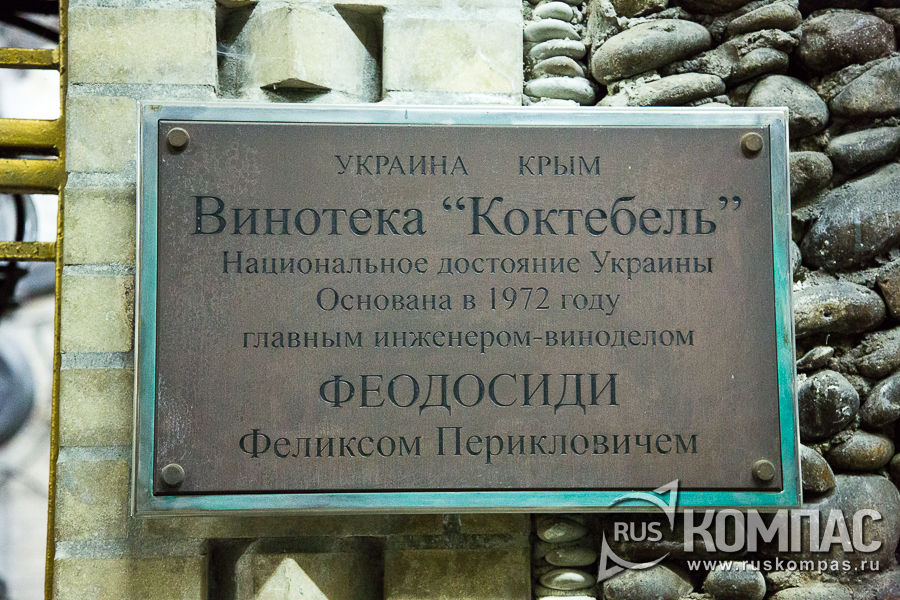 УКРАИНА КРЫМ
Винотека “Коктебель”
Национальное достояние Украины
Основана в 1972 году
главным инженером-виноделом
ФЕОДОСИДИ
Феликсом Перикловичем
RUS КОМПАС
www.ruskompas.ru